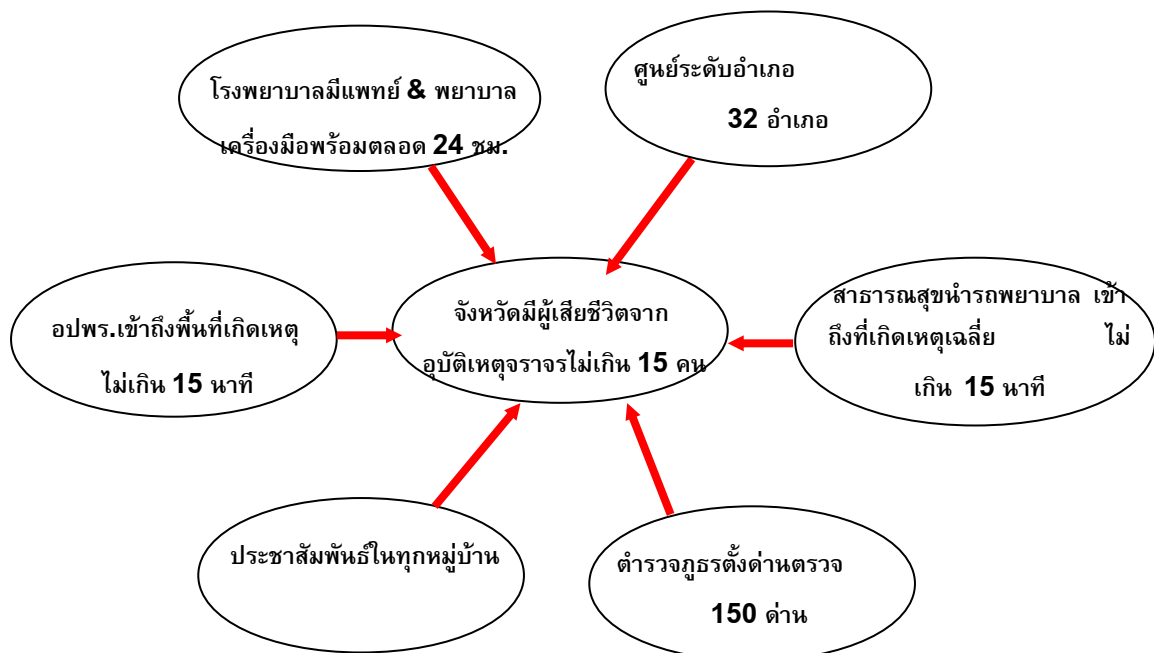 โรงพยาบาลมีแพทย์ & พยาบาล
เครื่องมือพร้อมตลอด 24 ชม.
ศูนย์ระดับอำเภอ
32 อำเภอ
อปพร.เข้าถึงพื้นที่เกิดเหตุ
ไม่เกิน 15 นาที
จังหวัดมีผู้เสียชีวิตจาก
อุบัติเหตุจราจรไม่เกิน 15 คน
สาธารณสุขนำรถพยาบาล เข้า
ถึงที่เกิดเหตุเฉลี่ย ไม่
เกิน 15 นาที
ประชาสัมพันธ์ในทุกหมู่บ้าน
ตำรวจภูธรตั้งด่านตรวจ
150 ด่าน